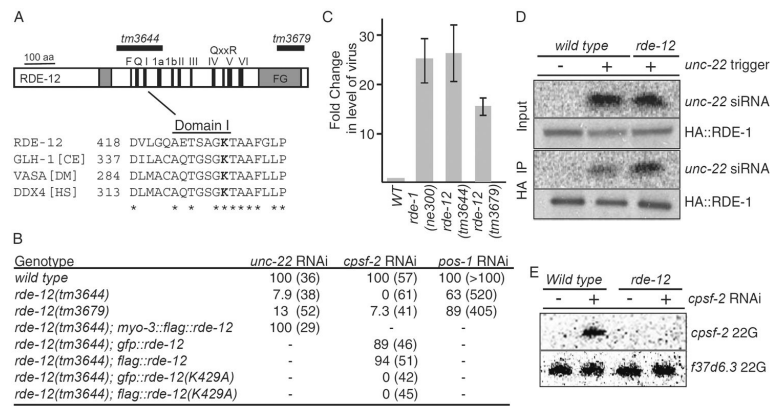 A
tm3644
tm3679
QxxR
100 aa
F Q I 1a 1b II III IV V VI
RDE-12
FG
Domain I
RDE-12 418 DVLGQAETSAGKTAAFGLP
GLH-1 [CE] 337 DILACAQTGSGKTAAFLLP
VASA [DM] 284 DLMACAQTGSGKTAAFLLP
DDX4 [HS] 313 DLMACAQTGSGKTAAFLLP
* * * * * * * * * *
B
Genotype unc-22 RNAi cpsf-2 RNAi pos-1 RNAi
wild type 100 (36) 100 (57) 100 (>100)
rde-12(tm3644) 7.9 (38) 0 (61) 63 (520)
rde-12(tm3679) 13 (52) 7.3 (41) 89 (405)
rde-12(tm3644); myo-3::flag::rde-12 100 (29) - -
rde-12(tm3644); gfp::rde-12 - 89 (46) -
rde-12(tm3644); flag::rde-12 - 94 (51) -
rde-12(tm3644); gfp::rde-12(K429A) - 0 (42) -
rde-12(tm3644); flag::rde-12(K429A) - 0 (45) -
C
Fold Change
in level of virus
30
20
10
WT
rde-1
(ne300)
rde-12
(tm3644)
rde-12
(tm3679)
D
wild type rde-12
- + + unc-22 trigger
Input
unc-22 siRNA
HA::RDE-1
HA IP
unc-22 siRNA
HA::RDE-1
E
Wild type rde-12
- + - + cpsf-2 RNAi
cpsf-2 22G
f37d6.3 22G